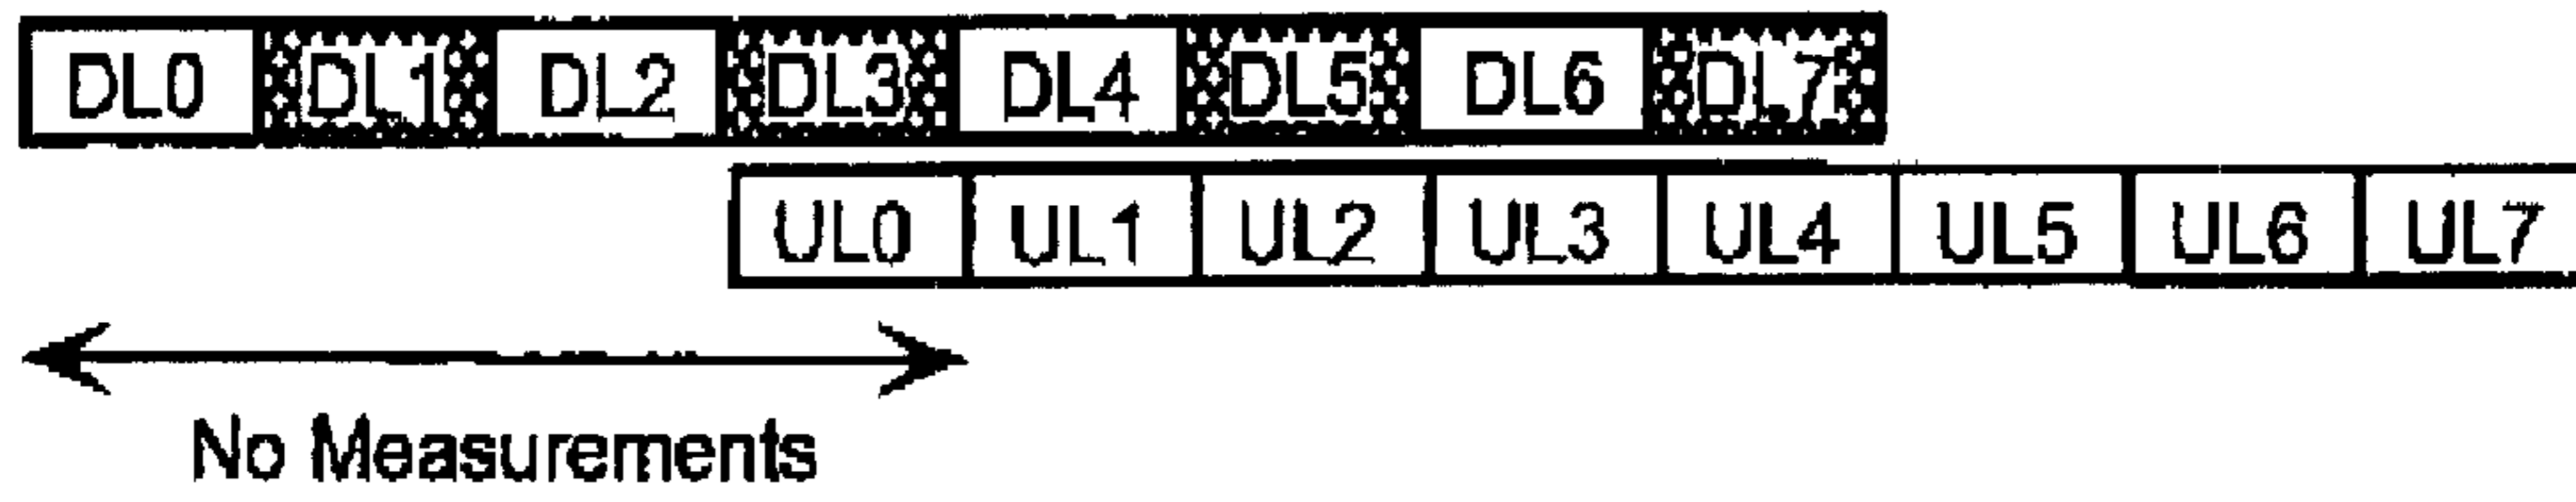 DL0 DL1 DL2 DL3 DL4 DL5 DL6 DL7
UL0 UL1 UL2 UL3 UL4 UL5 UL6 UL7
No Measurements